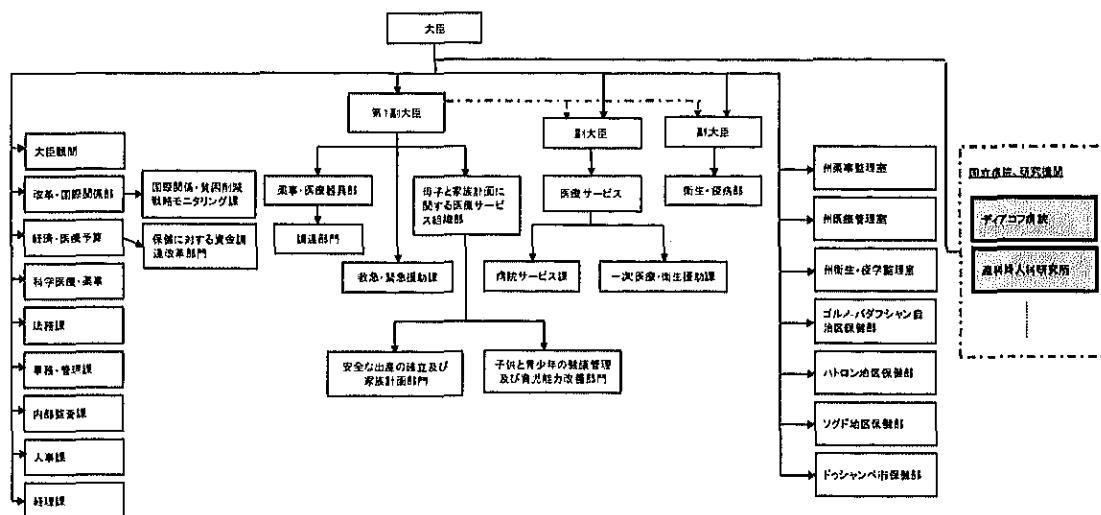 大臣
第1副大臣
副大臣
副大臣
大臣顧問
改革・国際関係部
国際関係・貧困削減
戦略モニタリング課
経済・医療予算
保健に対する資金調
達改革部門
科学医療・薬事
法務課
事務・管理課
内部監査課
人事課
経理課
薬事・医療器具部
調達部門
母子と家族計画に
関する医療サービ
ス組織部
救急・緊急援助課
医療サービス
衛生・疫病部
病院サービス課
一次医療・衛生援助課
安全な出産の確立及び
家族計画部門
子供と青少年の健康管理
及び育児能力改善部門
州薬事監理室
州医療管理室
州衛生・疫学監理室
ゴルノ・バダフシャン自
治区保健部
ハトロン地区保健部
ソグド地区保健部
ドゥシャンベ市保健部
国立病院、研究機関
ディアコフ病院
産科婦人科研究所